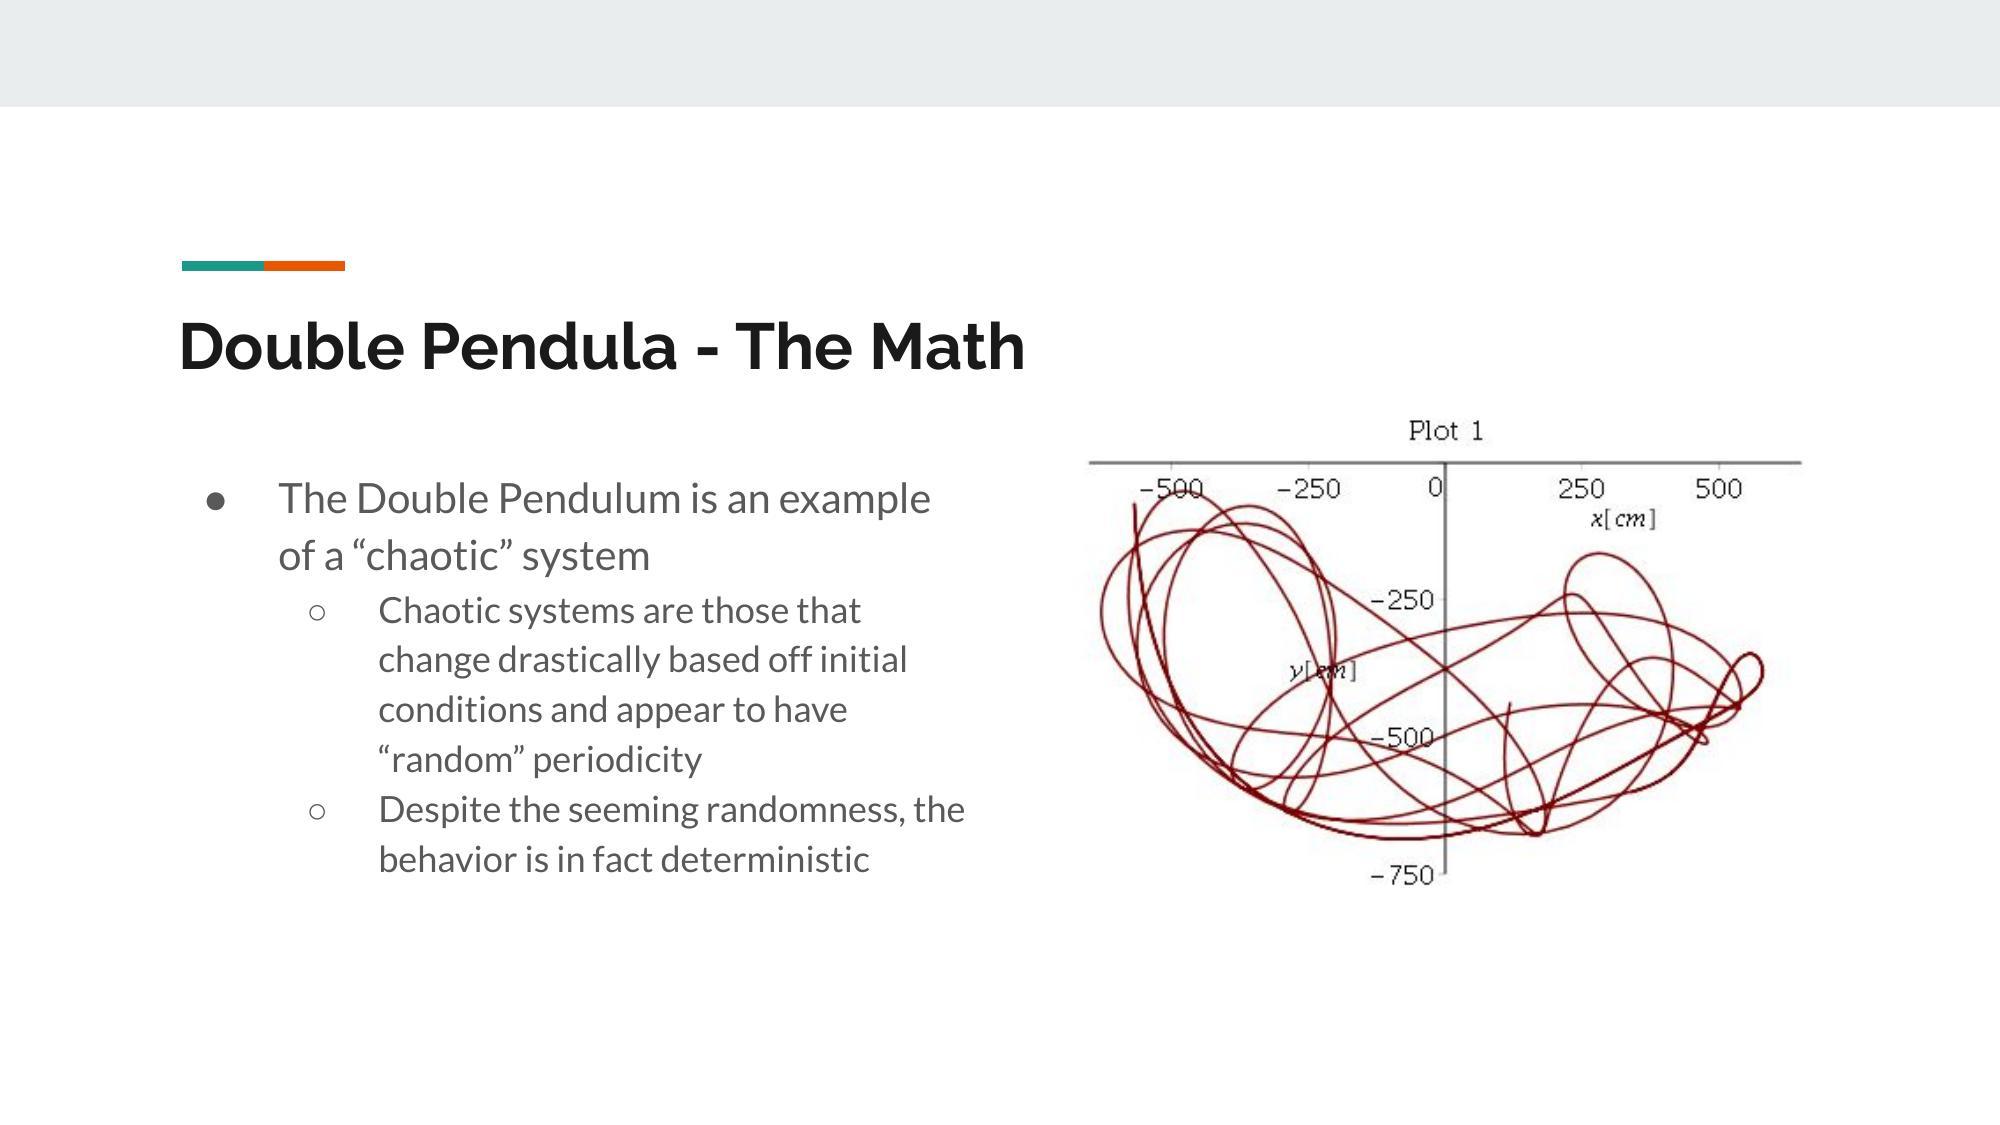 Double Pendula - The Math
● The Double Pendulum is an example
of a “chaotic” system
○ Chaotic systems are those that
change drastically based off initial
conditions and appear to have
“random” periodicity
○ Despite the seeming randomness, the
behavior is in fact deterministic
Plot 1
−500 −250 0 250 500
x[cm]
−250
y[cm]
−500
−750